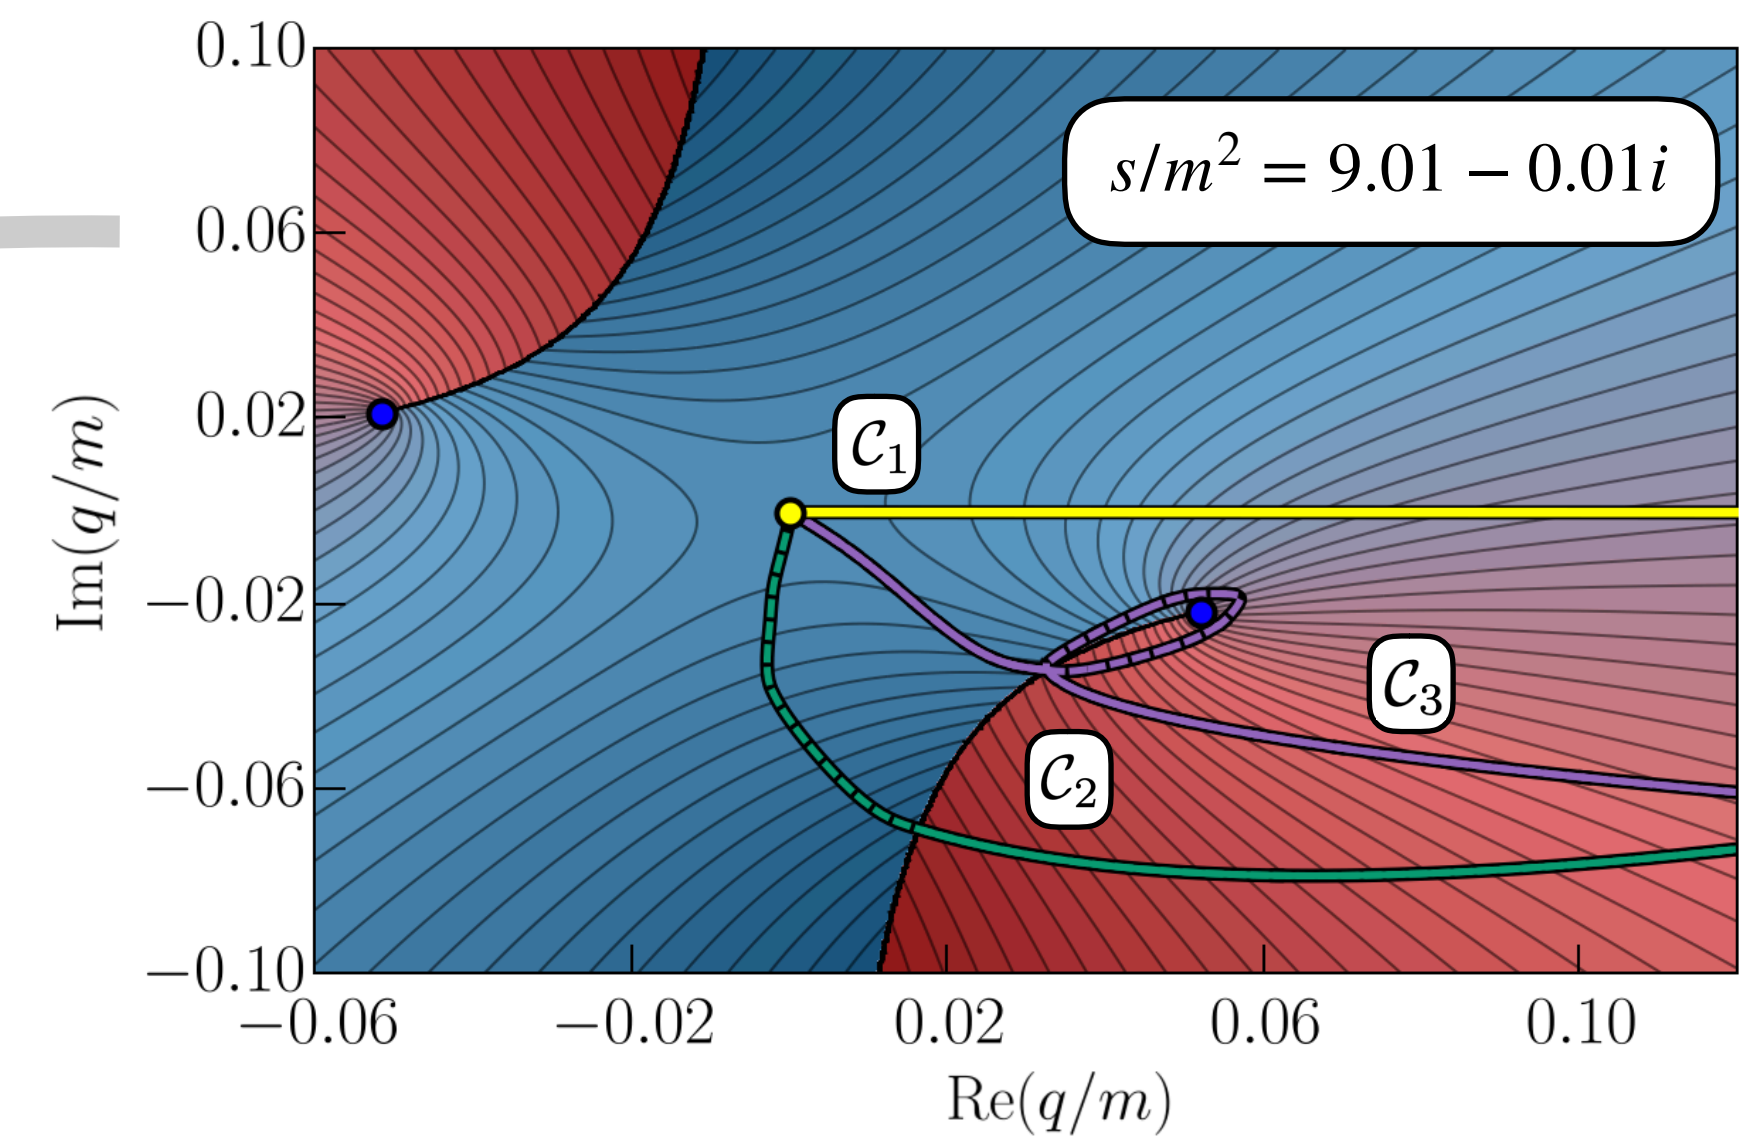 0.10
0.06
0.02
−0.02
−0.06
−0.10
Im(q/m)
s/m² = 9.01 − 0.01i
𝒞₁
𝒞₃
𝒞₂
−0.06 −0.02 0.02 0.06 0.10
Re(q/m)